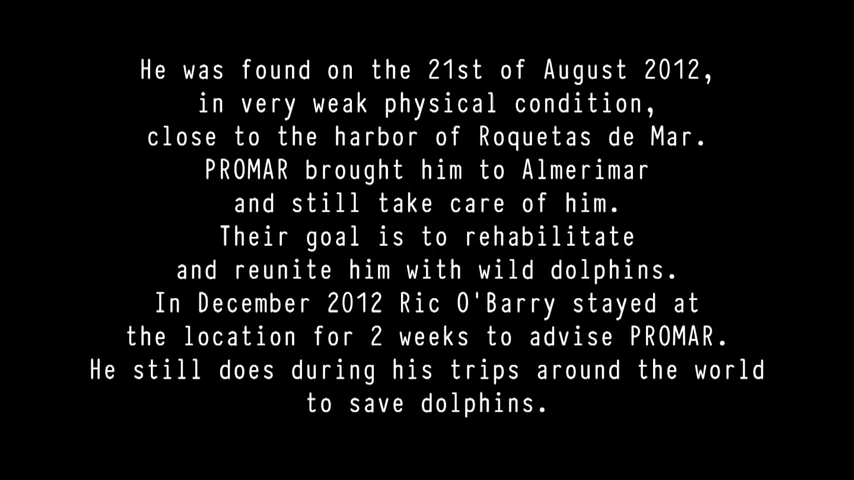 He was found on the 21st of August 2012,
in very weak physical condition,
close to the harbor of Roquetas de Mar.
PROMAR brought him to Almerimar
and still take care of him.
Their goal is to rehabilitate
and reunite him with wild dolphins.
In December 2012 Ric O'Barry stayed at
the location for 2 weeks to advise PROMAR.
He still does during his trips around the world
to save dolphins.